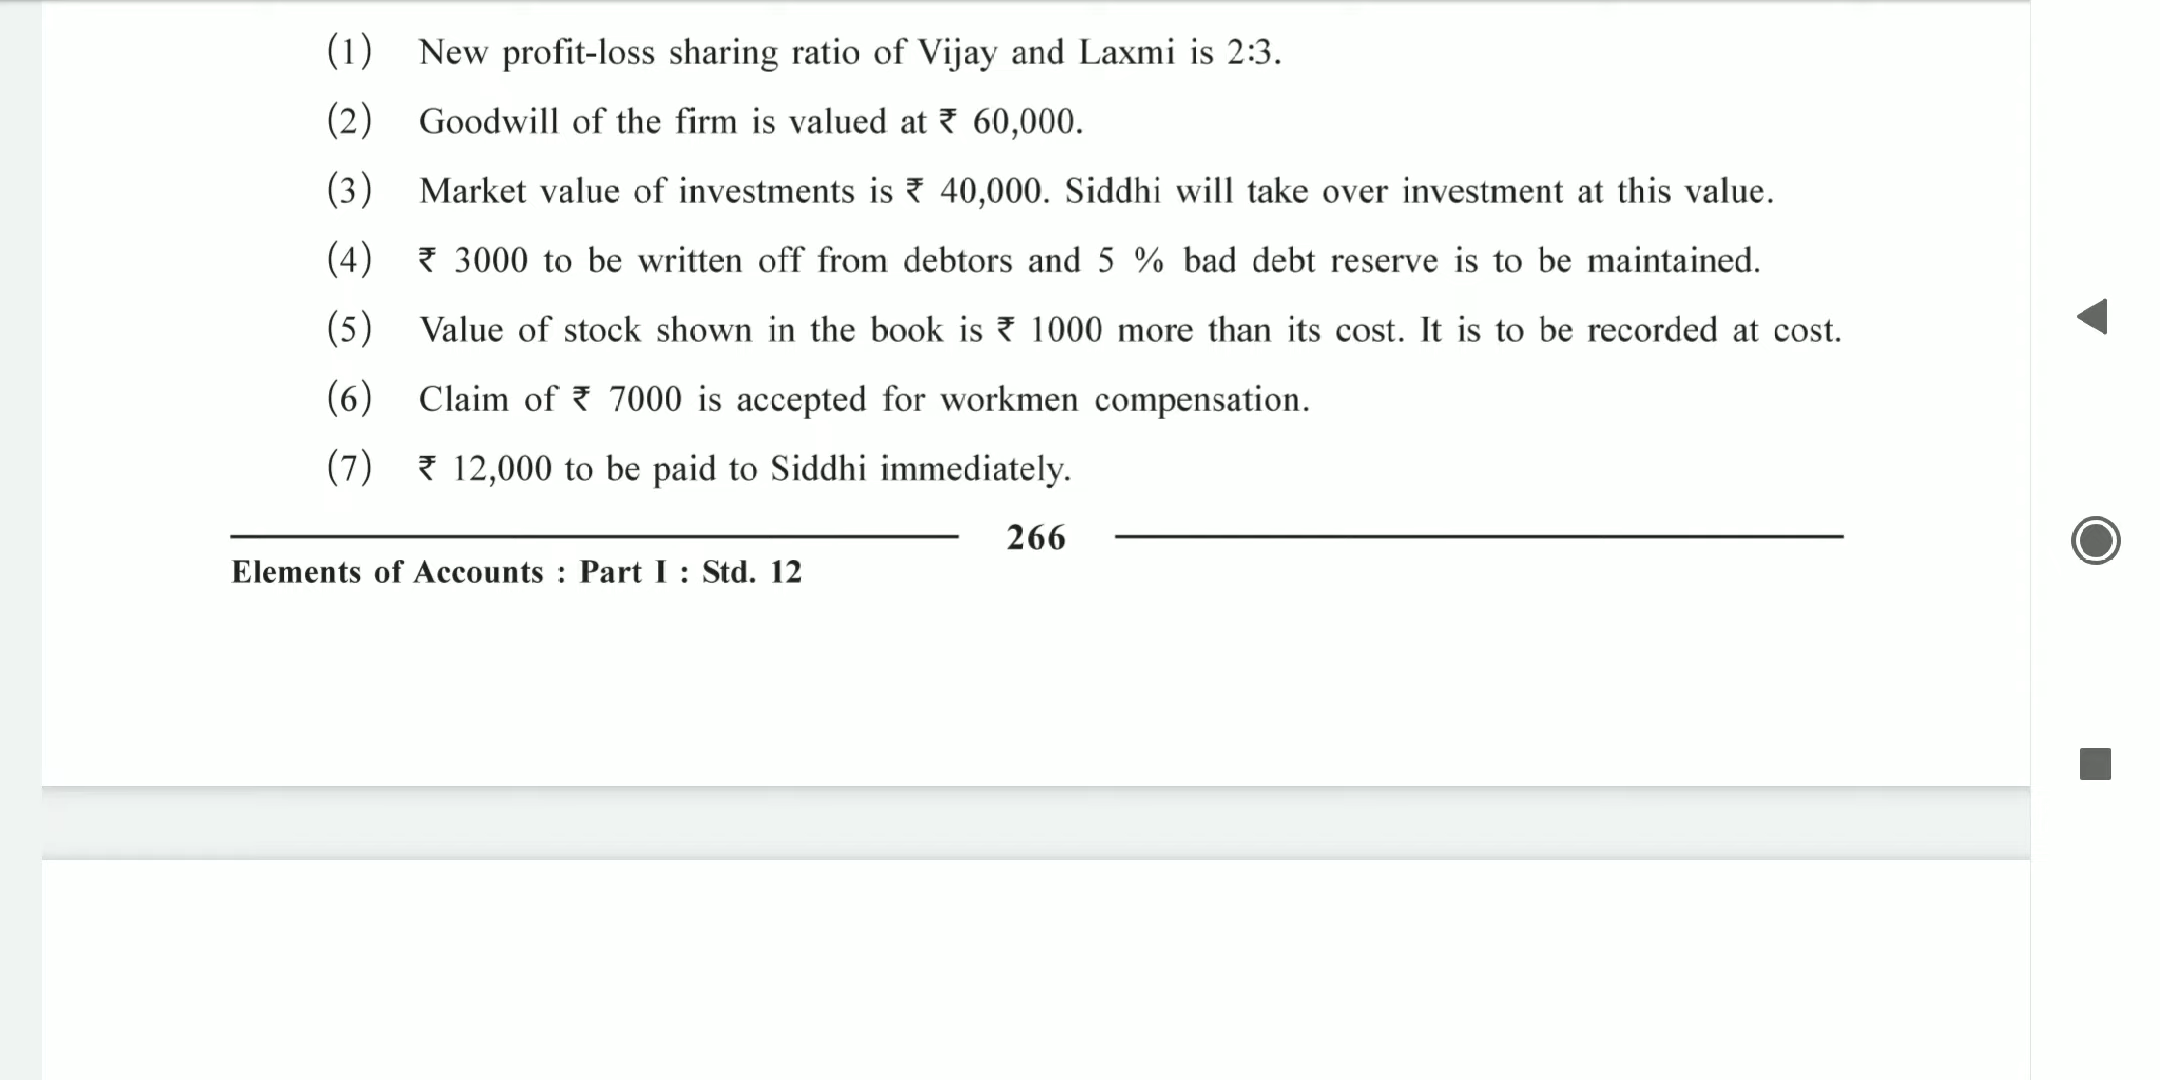 (1) New profit-loss sharing ratio of Vijay and Laxmi is 2:3.
(2) Goodwill of the firm is valued at ₹ 60,000.
(3) Market value of investments is ₹ 40,000. Siddhi will take over investment at this value.
(4) ₹ 3000 to be written off from debtors and 5 % bad debt reserve is to be maintained.
(5) Value of stock shown in the book is ₹ 1000 more than its cost. It is to be recorded at cost.
(6) Claim of ₹ 7000 is accepted for workmen compensation.
(7) ₹ 12,000 to be paid to Siddhi immediately.
266
Elements of Accounts : Part I : Std. 12